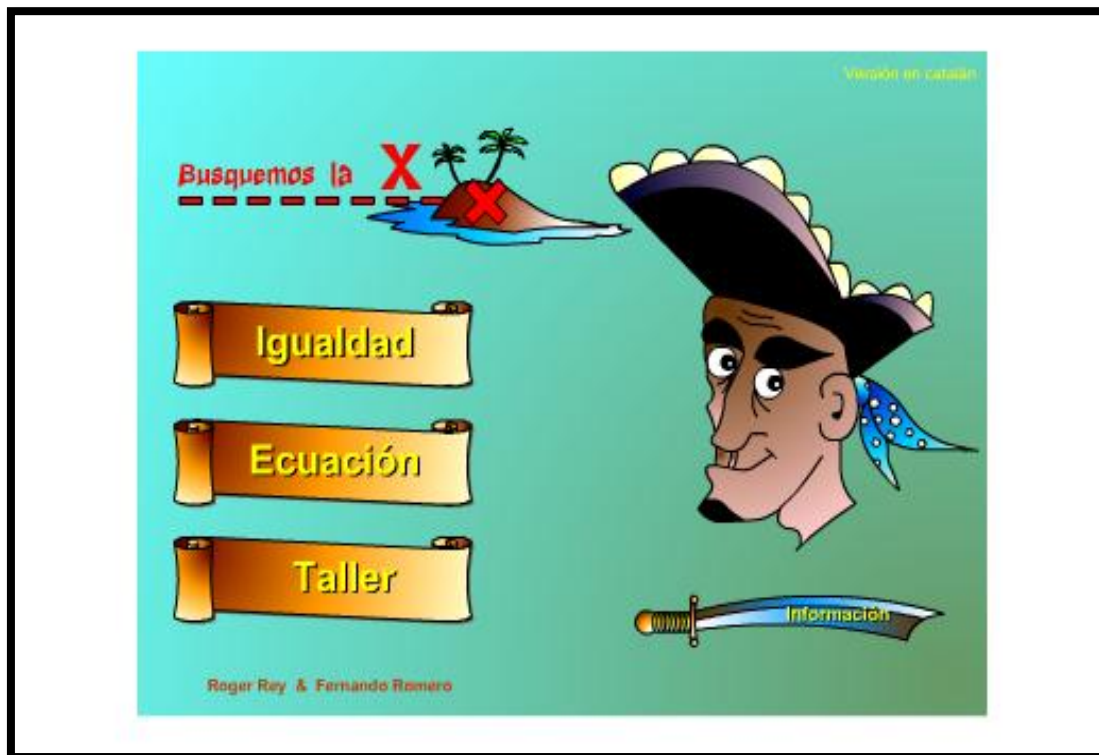 Versión en catalán
Busquemos la X
Igualdad
Ecuación
Taller
Información
Roger Rey & Fernando Romero